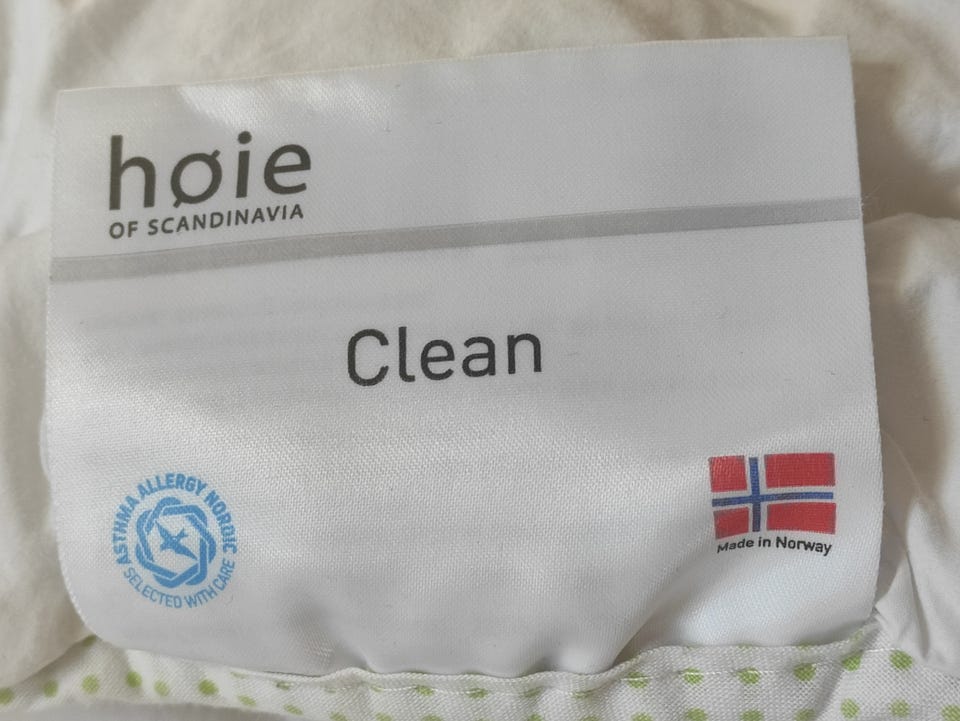 høie
OF SCANDINAVIA
Clean
ASTHMA ALLERGY NORDIC
SELECTED WITH CARE
Made in Norway